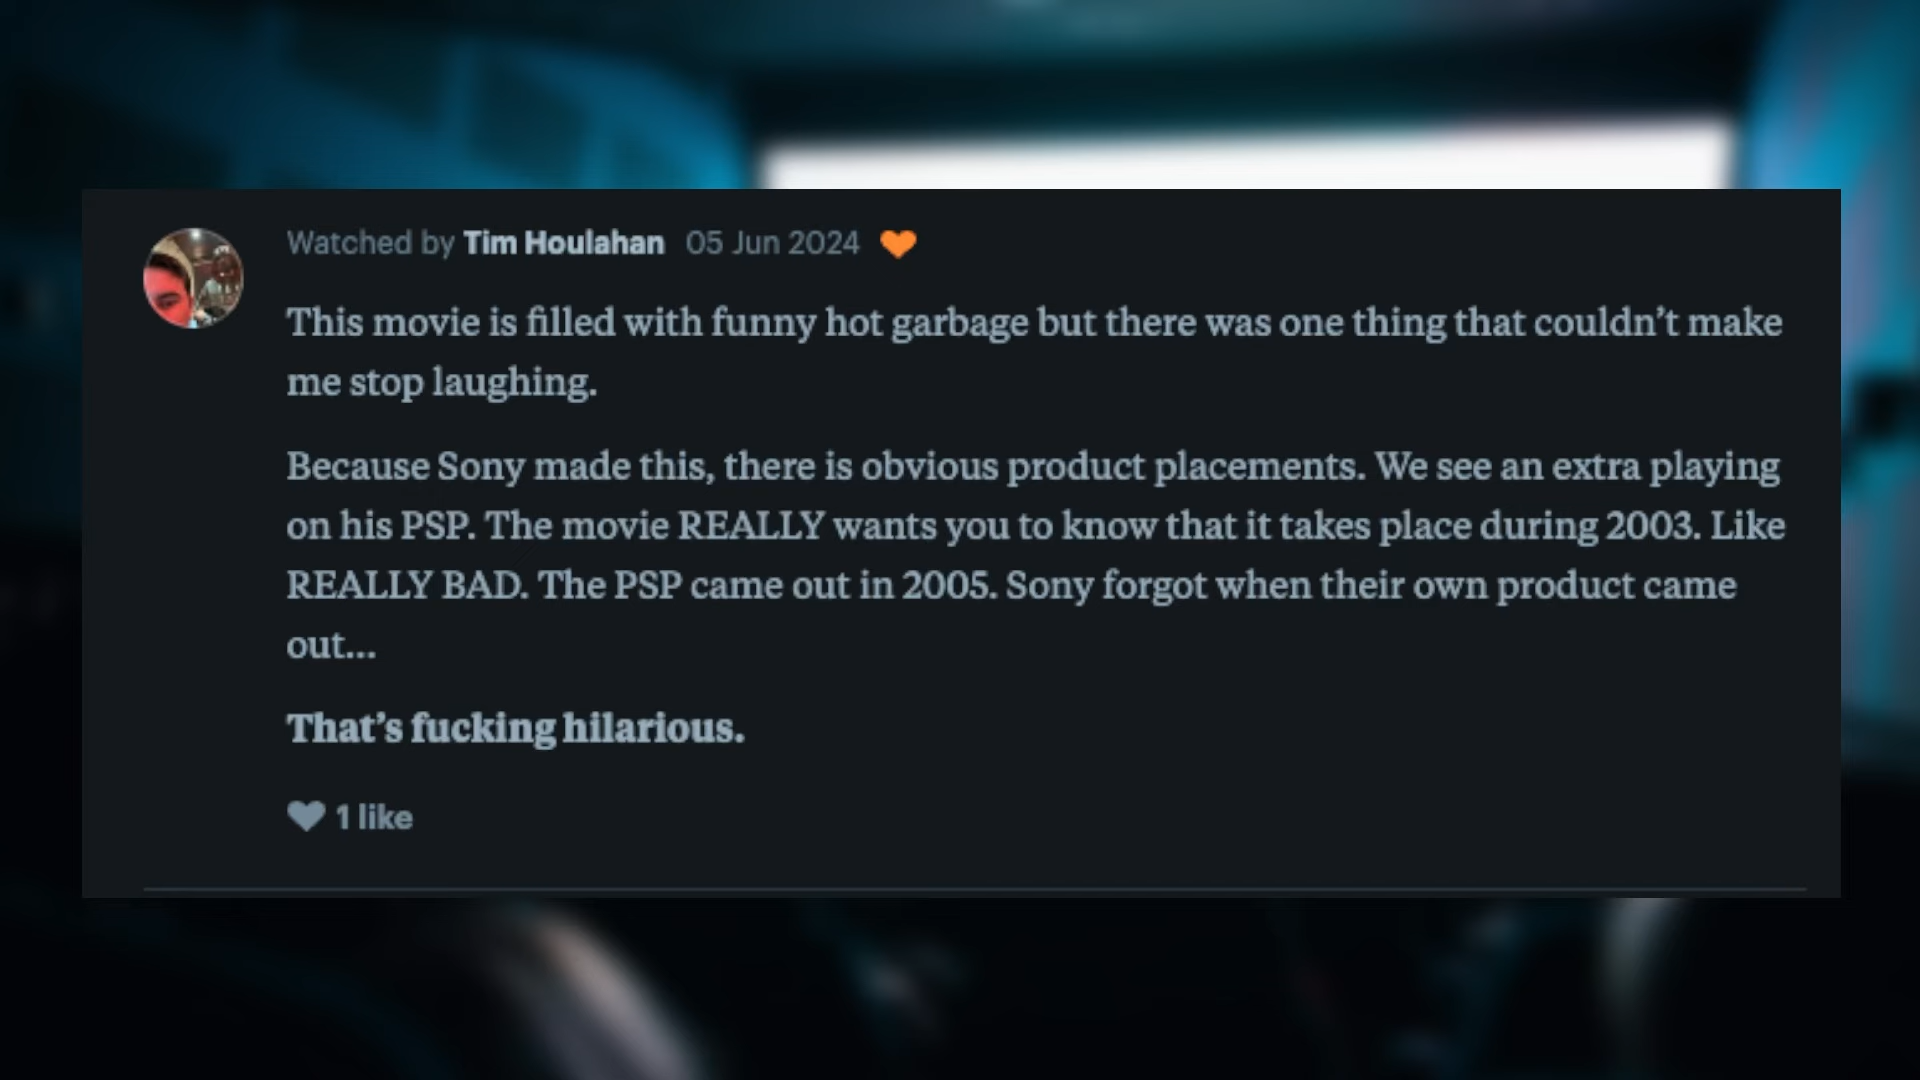 Watched by Tim Houlahan 05 Jun 2024
This movie is filled with funny hot garbage but there was one thing that couldn’t make
me stop laughing.
Because Sony made this, there is obvious product placements. We see an extra playing
on his PSP. The movie REALLY wants you to know that it takes place during 2003. Like
REALLY BAD. The PSP came out in 2005. Sony forgot when their own product came
out...
That’s fucking hilarious.
1 like